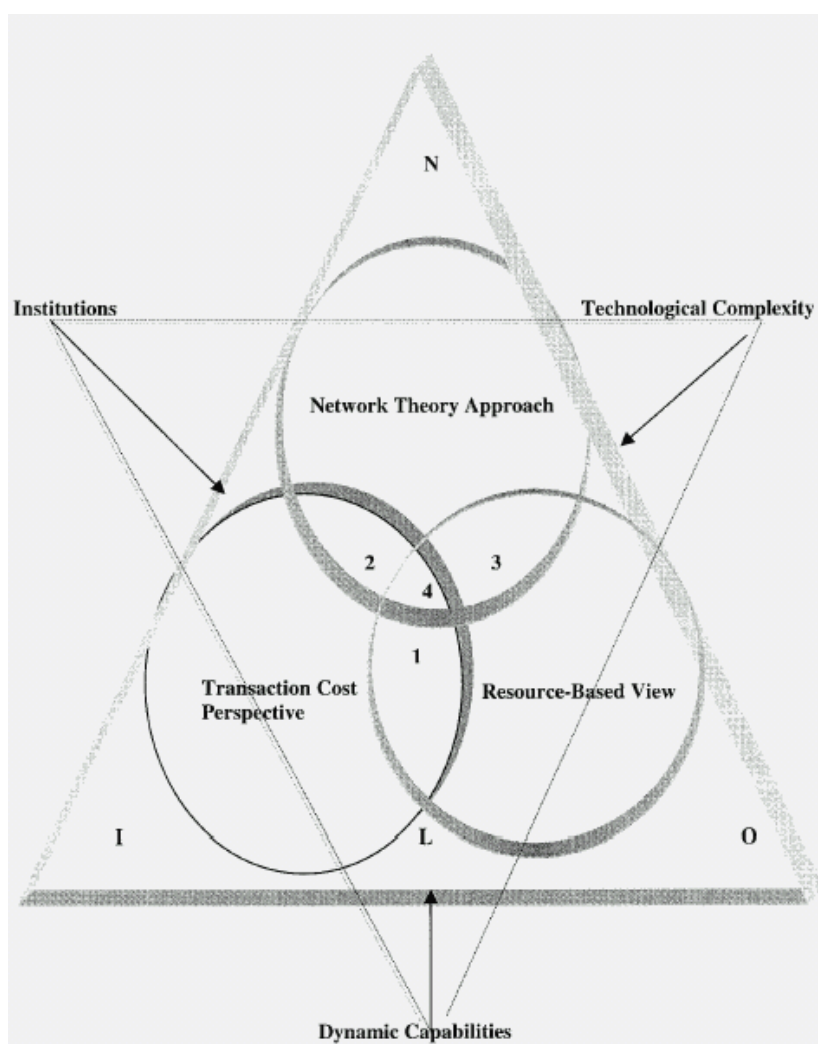 N
Institutions
Technological Complexity
Network Theory Approach
2
3
4
1
Transaction Cost
Perspective
Resource-Based View
I
L
O
Dynamic Capabilities